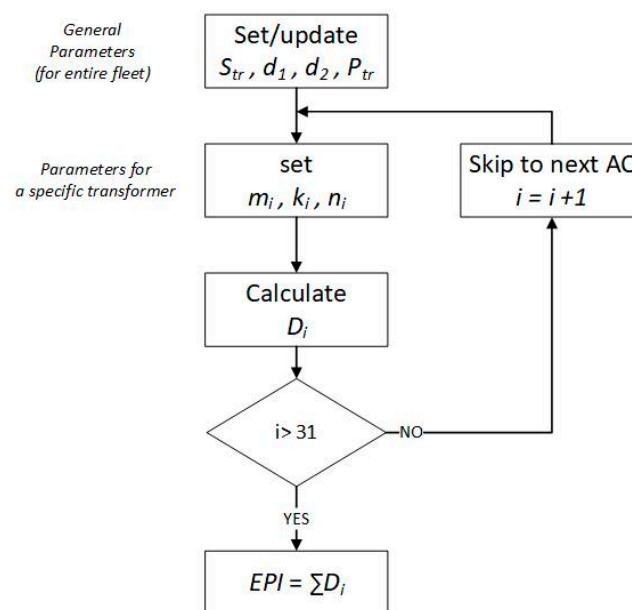 General
Parameters
(for entire fleet)
Set/update
Str , d1 , d2 , Ptr
Parameters for
a specific transformer
set
mi , ki , ni
Skip to next AC
i = i +1
Calculate
Di
i> 31
NO
YES
EPI = ∑Di